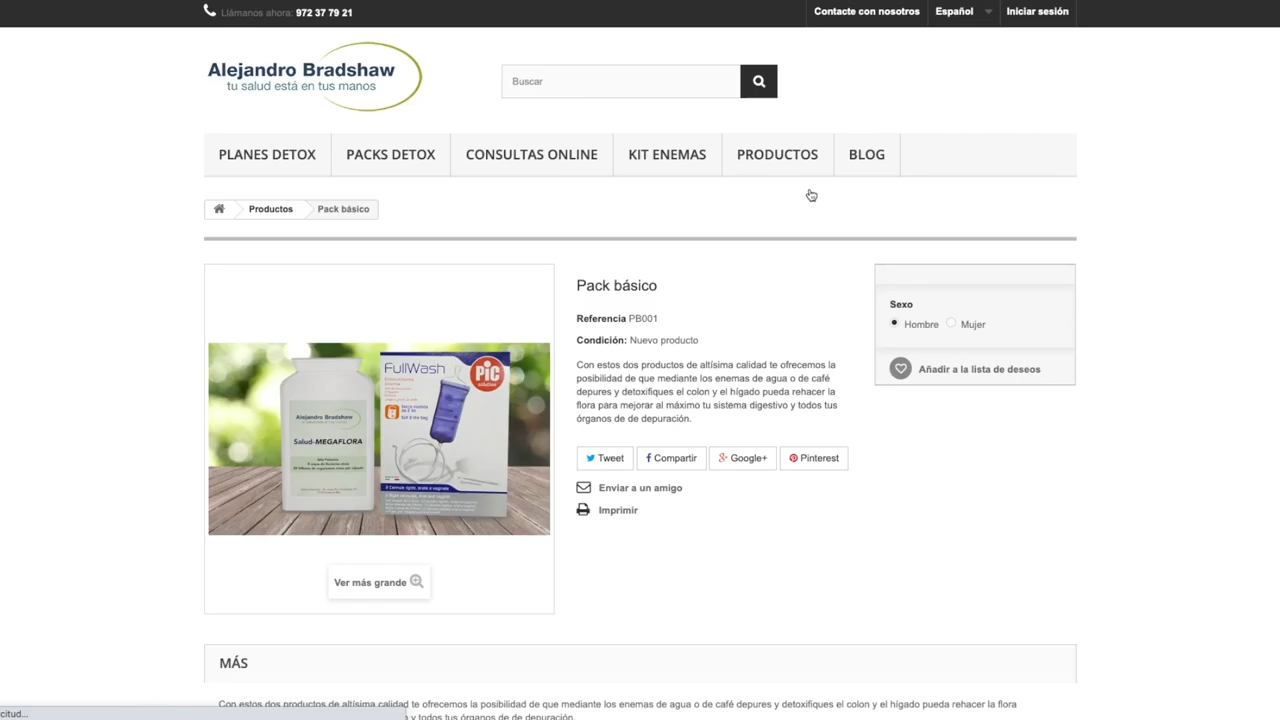 Llámanos ahora: 972 37 79 21
Contacte con nosotros
Español
Iniciar sesión
Alejandro Bradshaw
tu salud está en tus manos
Buscar
PLANES DETOX
PACKS DETOX
CONSULTAS ONLINE
KIT ENEMAS
PRODUCTOS
BLOG
Productos
Pack básico
Pack básico
Referencia PB001
Condición: Nuevo producto
Con estos dos productos de altísima calidad te ofrecemos la
posibilidad de que mediante los enemas de agua o de café
depures y detoxifiques el colon y el hígado pueda rehacer la
flora para mejorar al máximo tu sistema digestivo y todos tus
órganos de de depuración.
Tweet
Compartir
Google+
Pinterest
Enviar a un amigo
Imprimir
Sexo
Hombre
Mujer
Añadir a la lista de deseos
Alejandro Bradshaw
Salud-MEGAFLORA
FullWash
PiC
solution
Ver más grande
MÁS
Con estos dos productos de altísima calidad te ofrecemos la posibilidad de que mediante los enemas de agua o de café depures y detoxifiques el colon y el hígado pueda rehacer la flora
y todos tus órganos de de depuración.
citud...